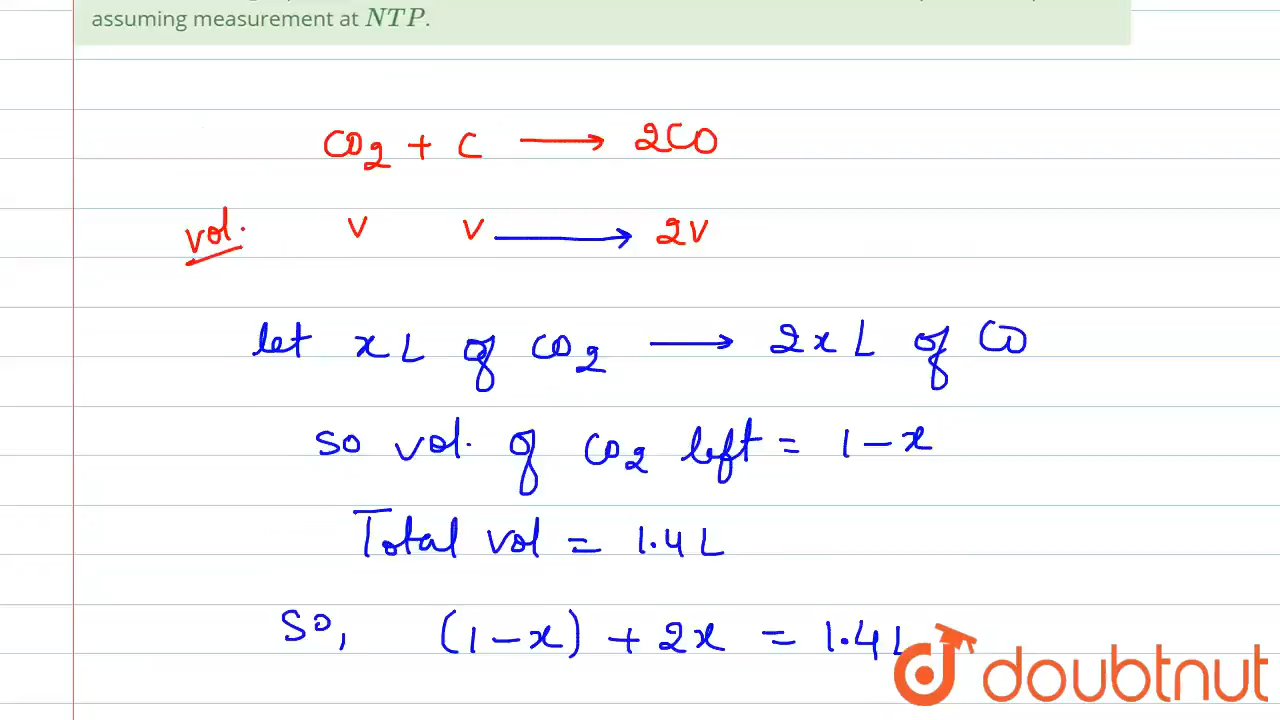 assuming measurement at NTP.
CO2 + C → 2CO
vol. V V → 2V
let x L of CO2 → 2x L of CO
so vol. of CO2 left = 1 - x
Total vol = 1.4 L
So, (1-x) + 2x = 1.4 L
doubtnut